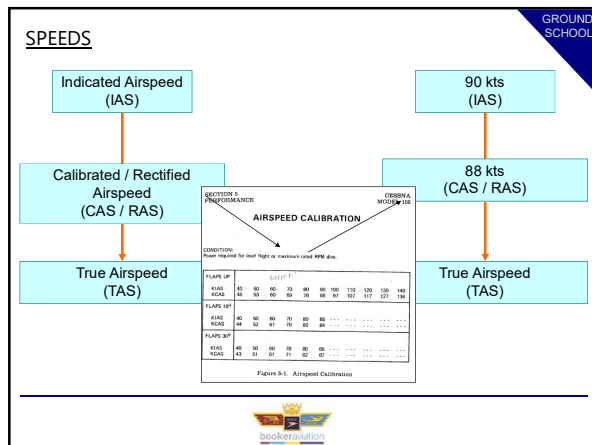 GROUND
SCHOOL
SPEEDS
Indicated Airspeed
(IAS)
90 kts
(IAS)
Calibrated / Rectified
Airspeed
(CAS / RAS)
88 kts
(CAS / RAS)
True Airspeed
(TAS)
True Airspeed
(TAS)
SECTION 5
PERFORMANCE
CESSNA
MODEL 152
AIRSPEED CALIBRATION
CONDITION:
Power required for level flight or maximum rated RPM dive.
FLAPS UP
KIAS 40 50 60 70 80 90 100 110 120 130 140
KCAS 46 53 60 69 78 88 97 107 117 127 136
FLAPS 10°
KIAS 40 50 60 70 80 85 --- --- --- --- ---
KCAS 44 52 61 70 80 84 --- --- --- --- ---
FLAPS 30°
KIAS 40 50 60 70 80 85 --- --- --- --- ---
KCAS 43 51 61 71 82 87 --- --- --- --- ---
Figure 5-1. Airspeed Calibration
bookeraviation